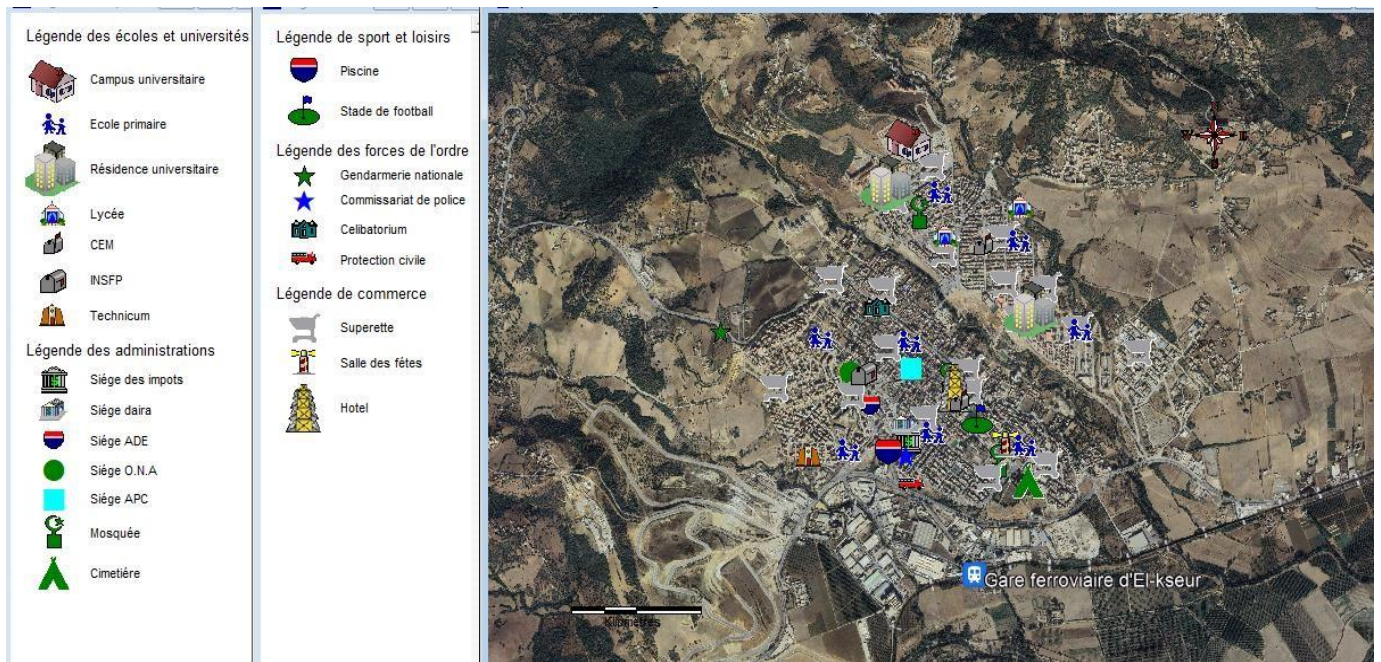 Légende des écoles et universités
Campus universitaire
Ecole primaire
Résidence universitaire
Lycée
CEM
INSFP
Technicum
Légende des administrations
Siége des impots
Siége daira
Siége ADE
Siége O.N.A
Siége APC
Mosquée
Cimetiére
Légende de sport et loisirs
Piscine
Stade de football
Légende des forces de l'ordre
Gendarmerie nationale
Commissariat de police
Celibatorium
Protection civile
Légende de commerce
Superette
Salle des fêtes
Hotel
Gare ferroviaire d'El-kseur
Kilomètres